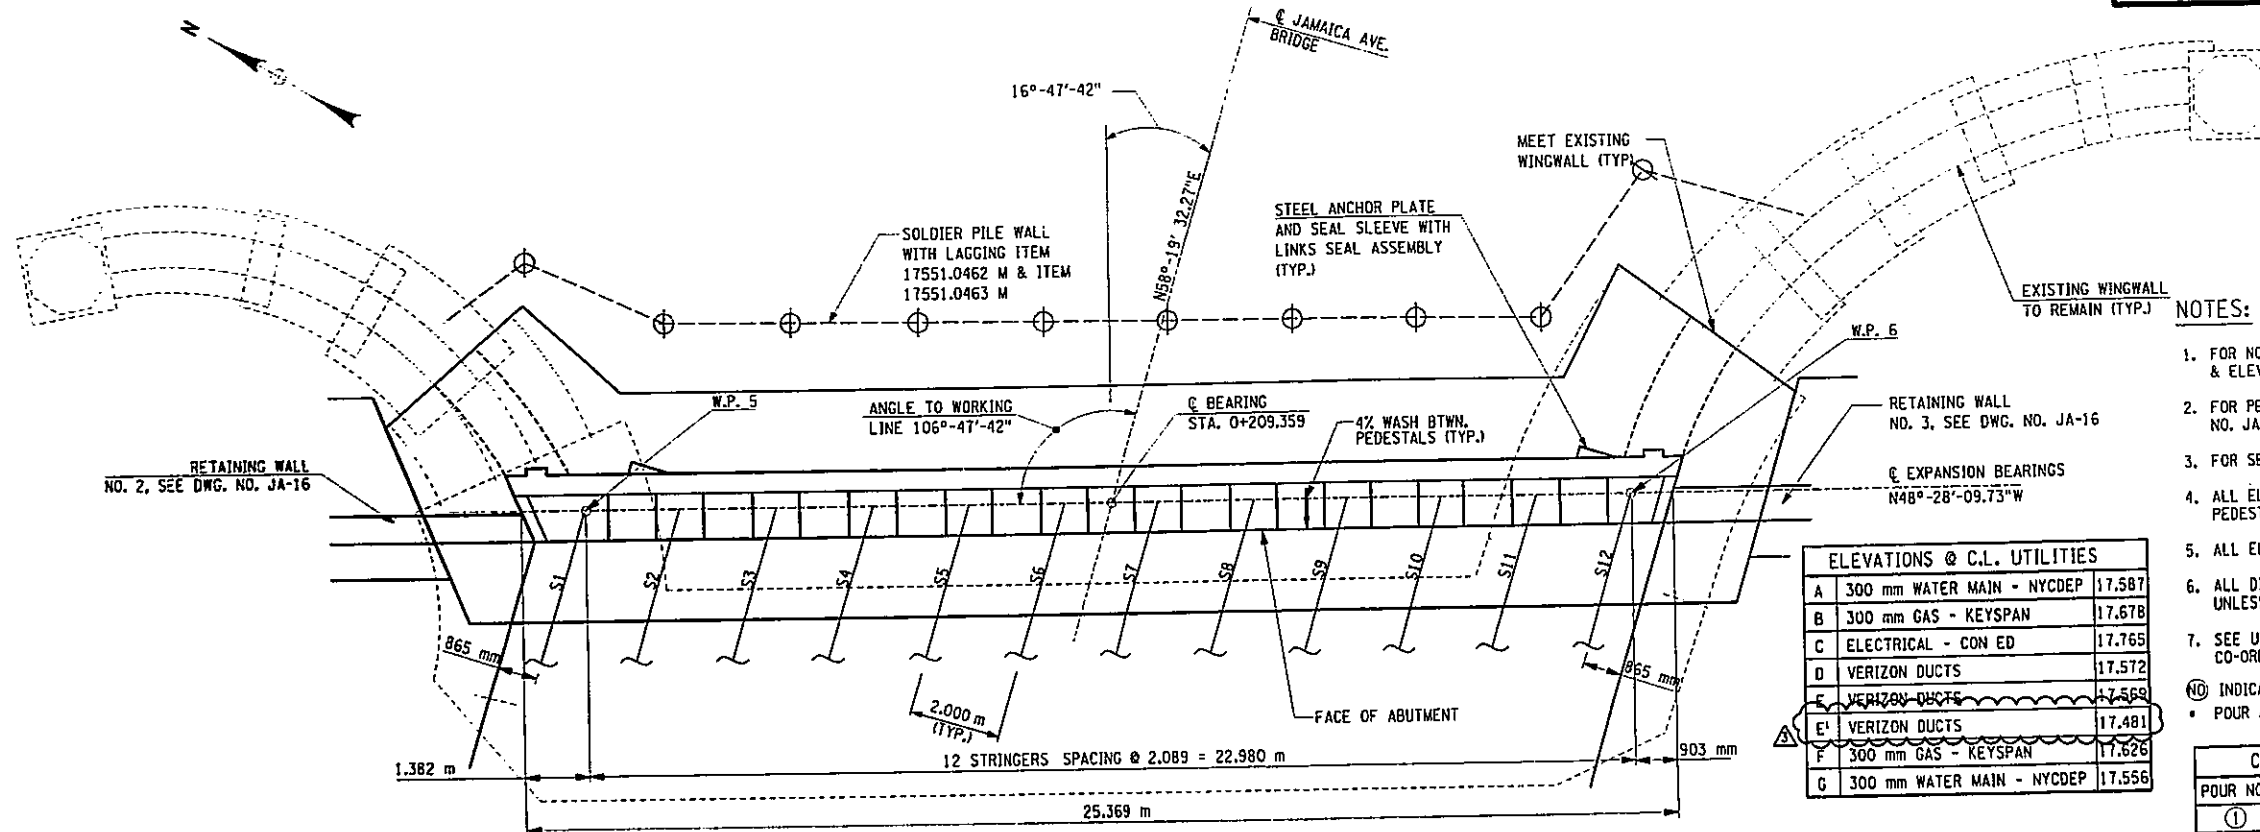 N
℄ JAMAICA AVE.
BRIDGE
16°-47'-42"
N58°-19' 32.27"E
SOLDIER PILE WALL
WITH LAGGING ITEM
17551.0462 M & ITEM
17551.0463 M
STEEL ANCHOR PLATE
AND SEAL SLEEVE WITH
LINKS SEAL ASSEMBLY
(TYP.)
MEET EXISTING
WINGWALL (TYP)
EXISTING WINGWALL
TO REMAIN (TYP.)
W.P. 5
ANGLE TO WORKING
LINE 106°-47'-42"
℄ BEARING
STA. 0+209.359
4% WASH BTWN.
PEDESTALS (TYP.)
W.P. 6
RETAINING WALL
NO. 2, SEE DWG. NO. JA-16
RETAINING WALL
NO. 3, SEE DWG. NO. JA-16
℄ EXPANSION BEARINGS
N48°-28'-09.73"W
S1
S2
S3
S4
S5
S6
S7
S8
S9
S10
S11
S12
865 mm
865 mm
2.000 m
(TYP.)
FACE OF ABUTMENT
1.382 m
12 STRINGERS SPACING @ 2.089 = 22.980 m
903 mm
25.369 m
ELEVATIONS @ C.L. UTILITIES
A 300 mm WATER MAIN - NYCDEP 17.587
B 300 mm GAS - KEYSPAN 17.678
C ELECTRICAL - CON ED 17.765
D VERIZON DUCTS 17.572
E VERIZON DUCTS 17.569
E' VERIZON DUCTS 17.481
F 300 mm GAS - KEYSPAN 17.626
G 300 mm WATER MAIN - NYCDEP 17.556
3
NOTES:
1. FOR NO
& ELEV
2. FOR PE
NO. JA
3. FOR SE
4. ALL EL
PEDEST
5. ALL EL
6. ALL DI
UNLES
7. SEE U
CO-OR
NO INDICA
• POUR
C
POUR NO
1